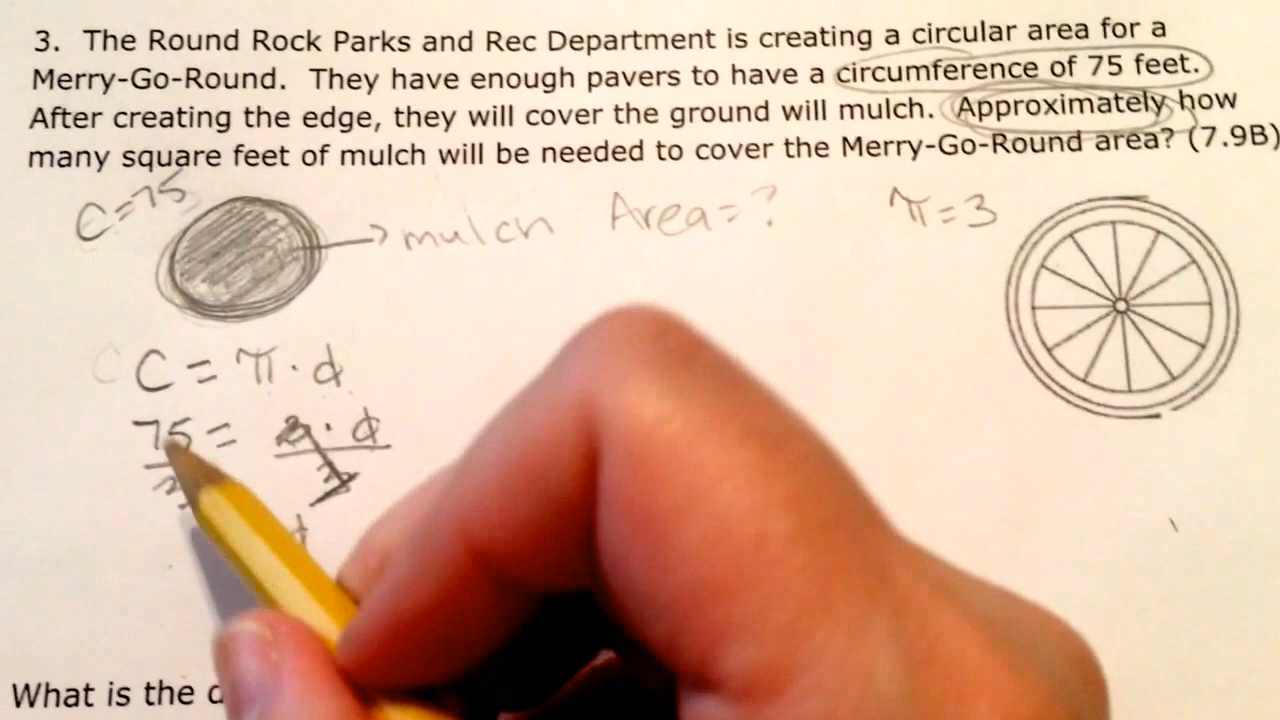 3. The Round Rock Parks and Rec Department is creating a circular area for a
Merry-Go-Round. They have enough pavers to have a circumference of 75 feet.
After creating the edge, they will cover the ground will mulch. Approximately how
many square feet of mulch will be needed to cover the Merry-Go-Round area? (7.9B)
C=75
mulch Area=? π=3
C = π · d
75 = 3 · d
3 3
d
What is the